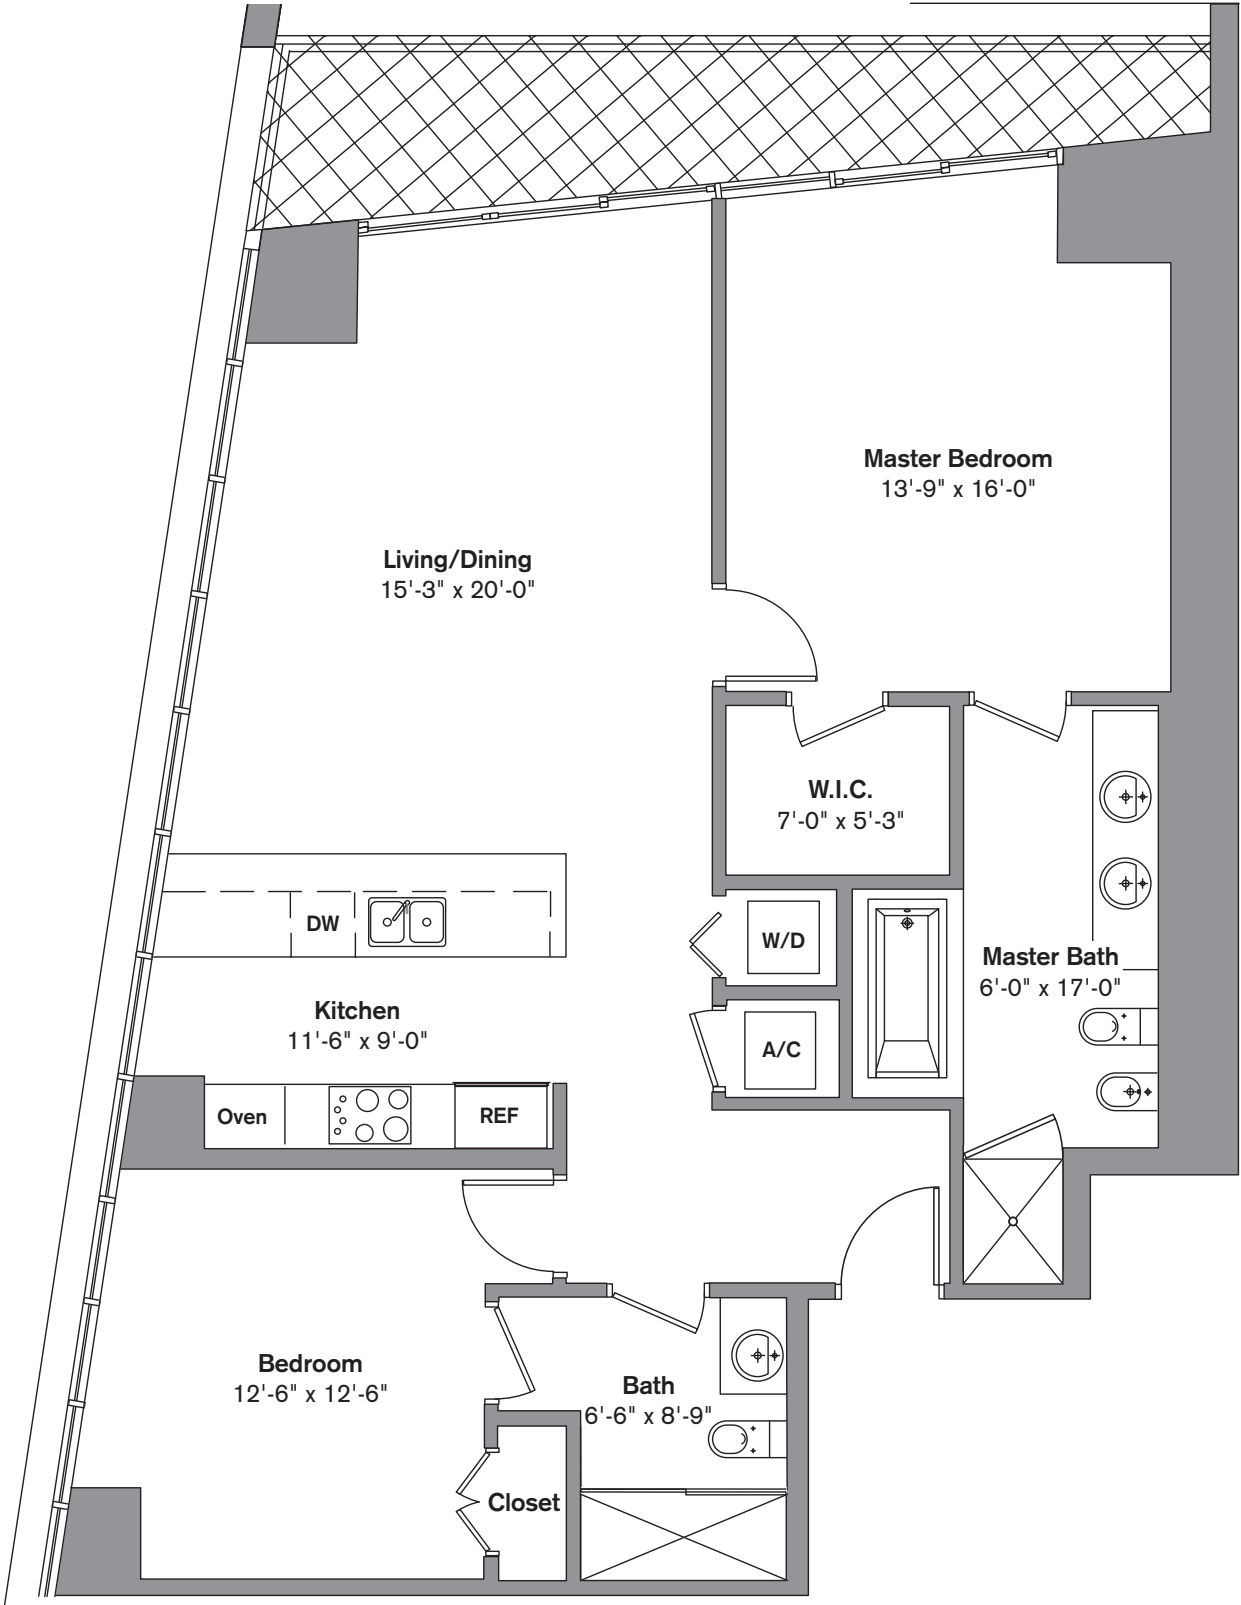 Master Bedroom
13'-9" x 16'-0"
Living/Dining
15'-3" x 20'-0"
W.I.C.
7'-0" x 5'-3"
DW
W/D
Master Bath
6'-0" x 17'-0"
Kitchen
11'-6" x 9'-0"
A/C
Oven
REF
Bedroom
12'-6" x 12'-6"
Bath
6'-6" x 8'-9"
Closet